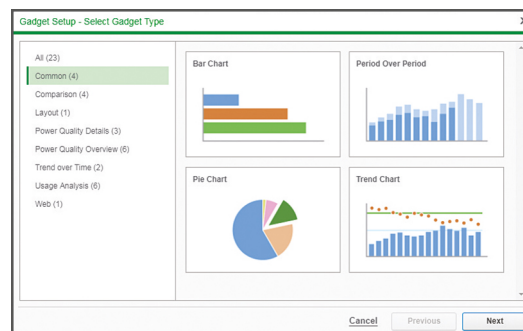 Gadget Setup - Select Gadget Type
All (23)
Common (4)
Comparison (4)
Layout (1)
Power Quality Details (3)
Power Quality Overview (6)
Trend over Time (2)
Usage Analysis (6)
Web (1)
Bar Chart
Period Over Period
Pie Chart
Trend Chart
Cancel
Previous
Next